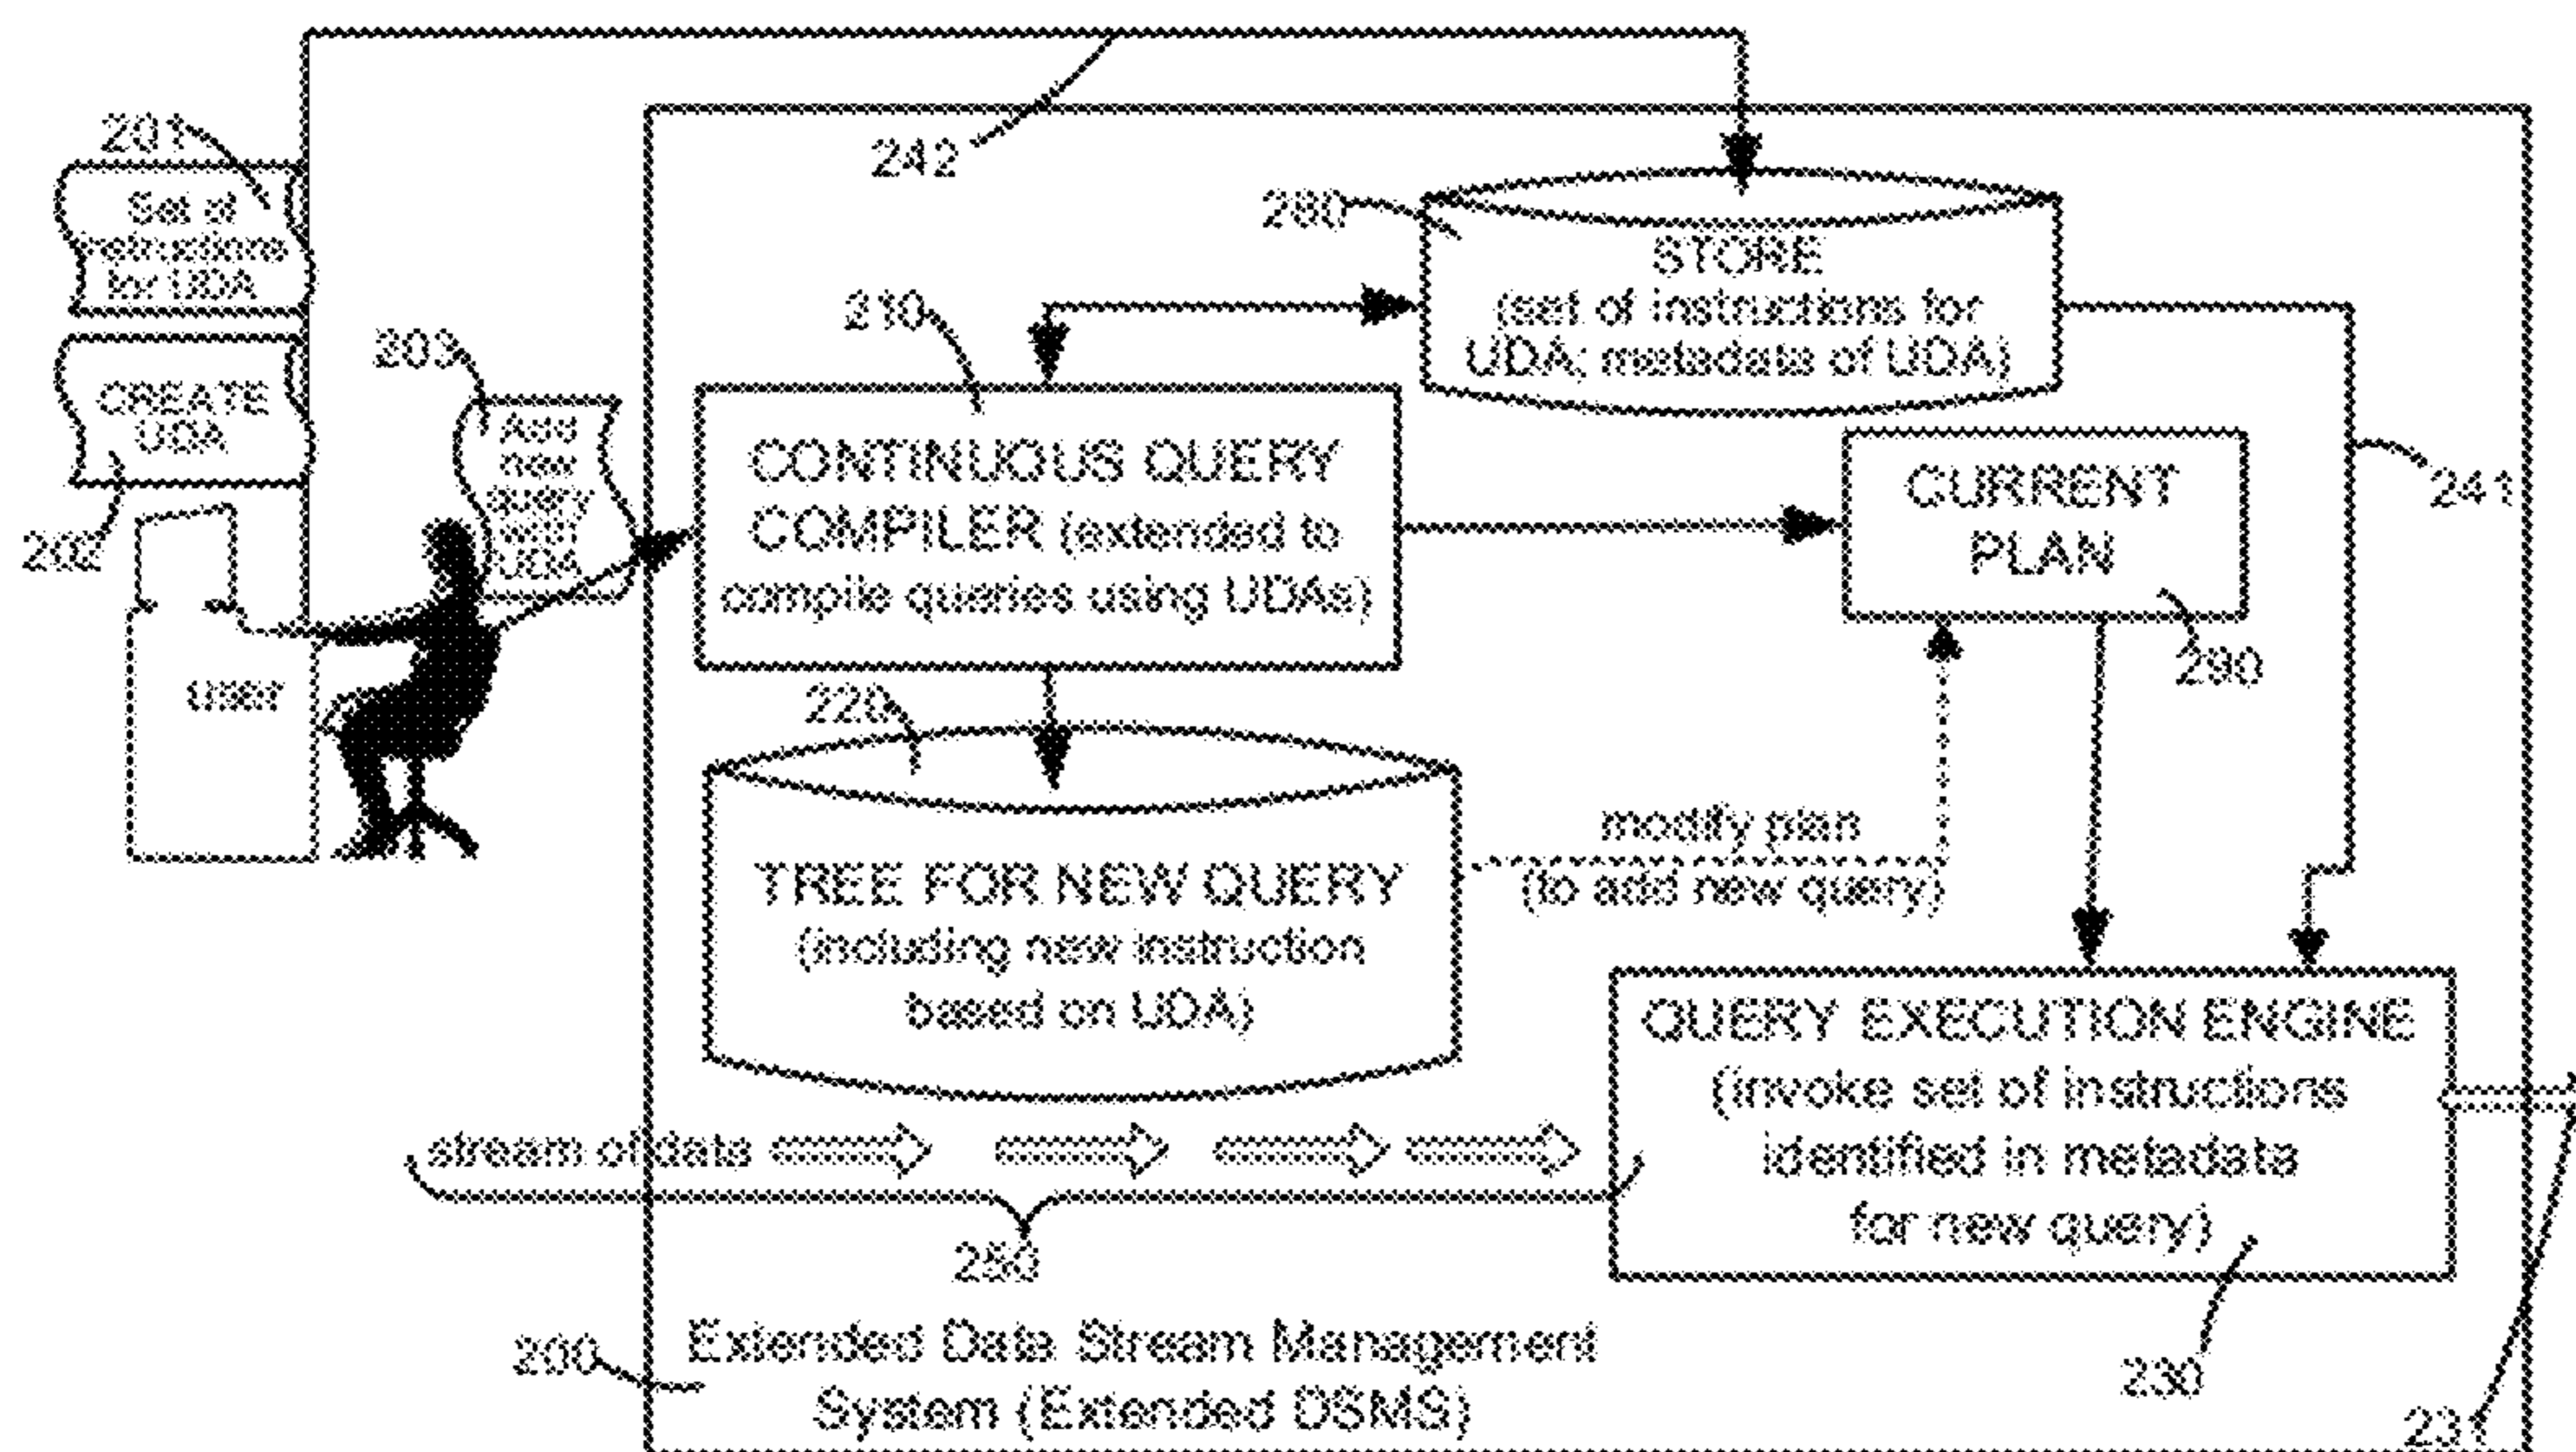 201
Set of
instructions
for UDA
242
280
STORE
(set of instructions for
UDA; metadata of UDA)
210
203
CREATE
UDA
Add
new
query
with
UDA
202
CONTINUOUS QUERY
COMPILER (extended to
compile queries using UDAs)
CURRENT
PLAN
241
290
USER
220
TREE FOR NEW QUERY
(including new instruction
based on UDA)
modify plan
(to add new query)
QUERY EXECUTION ENGINE
(invoke set of instructions
identified in metadata
for new query)
stream of data
250
200
Extended Data Stream Management
System (Extended DSMS)
230
231